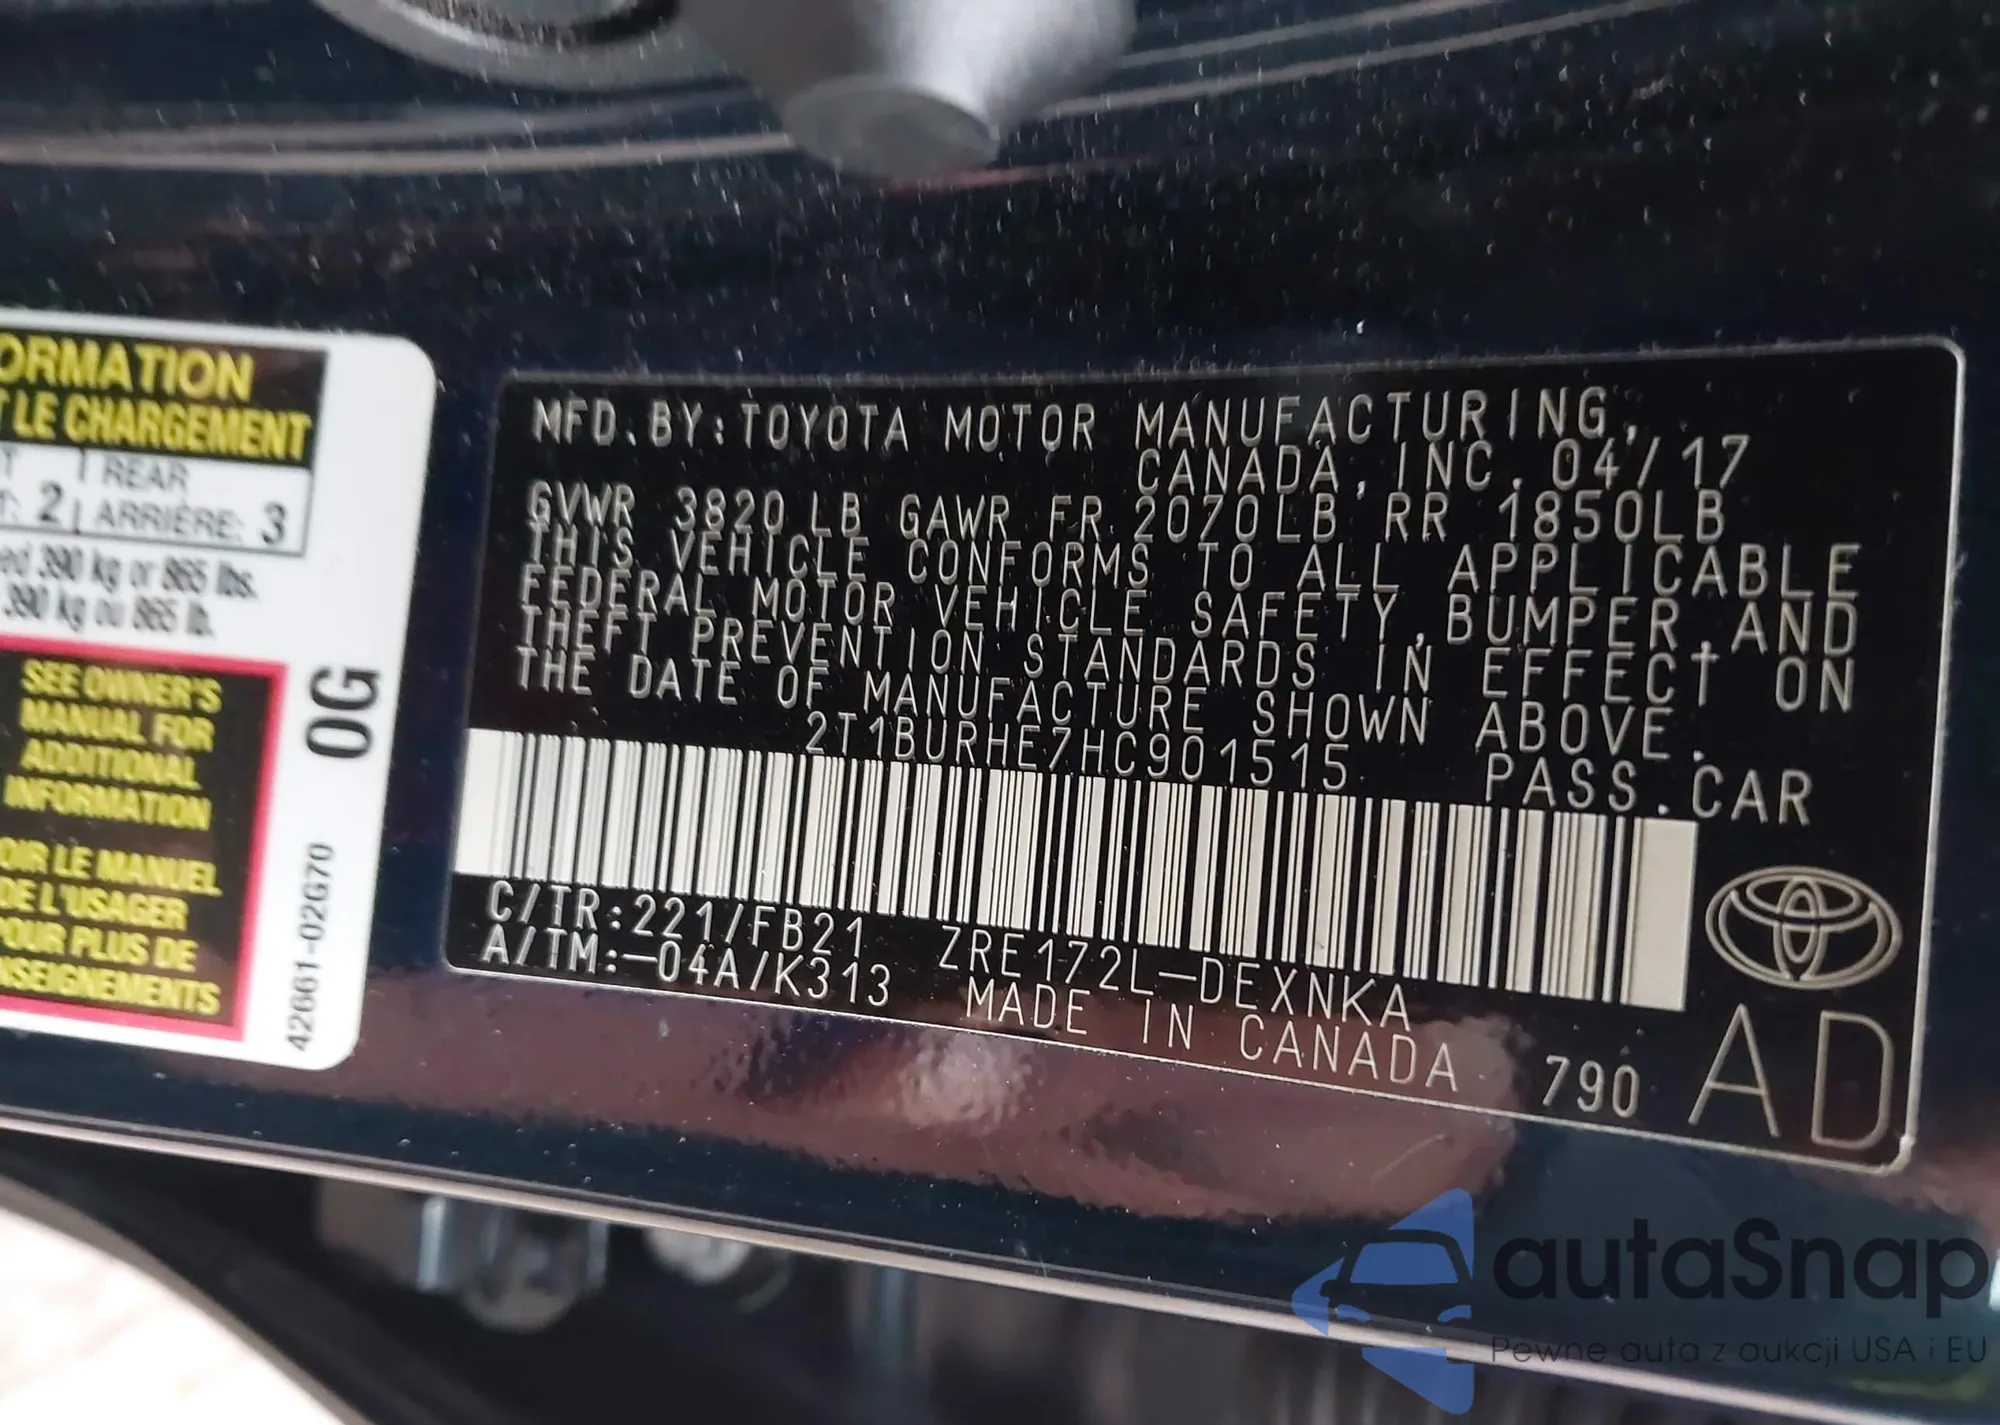 ORMATION
T LE CHARGEMENT
T | REAR
T: 2 | ARRIÈRE: 3
ed 390 kg or 865 lbs.
390 kg ou 865 lb.
SEE OWNER'S
MANUAL FOR
ADDITIONAL
INFORMATION
OIR LE MANUEL
DE L'USAGER
POUR PLUS DE
NSEIGNEMENTS
0G
42661-02G70
MFD.BY:TOYOTA MOTOR MANUFACTURING,
CANADA,INC.04/17
GVWR 3820LB GAWR FR 2070LB RR 1850LB
THIS VEHICLE CONFORMS TO ALL APPLICABLE
FEDERAL MOTOR VEHICLE SAFETY,BUMPER,AND
THEFT PREVENTION STANDARDS IN EFFECT ON
THE DATE OF MANUFACTURE SHOWN ABOVE.
2T1BURHE7HC901515 PASS.CAR
C/TR:221/FB21 ZRE172L-DEXNKA
A/TM:-04A/K313 MADE IN CANADA 790 AD
autaSnap
Pewne auta z aukcji USA i EU